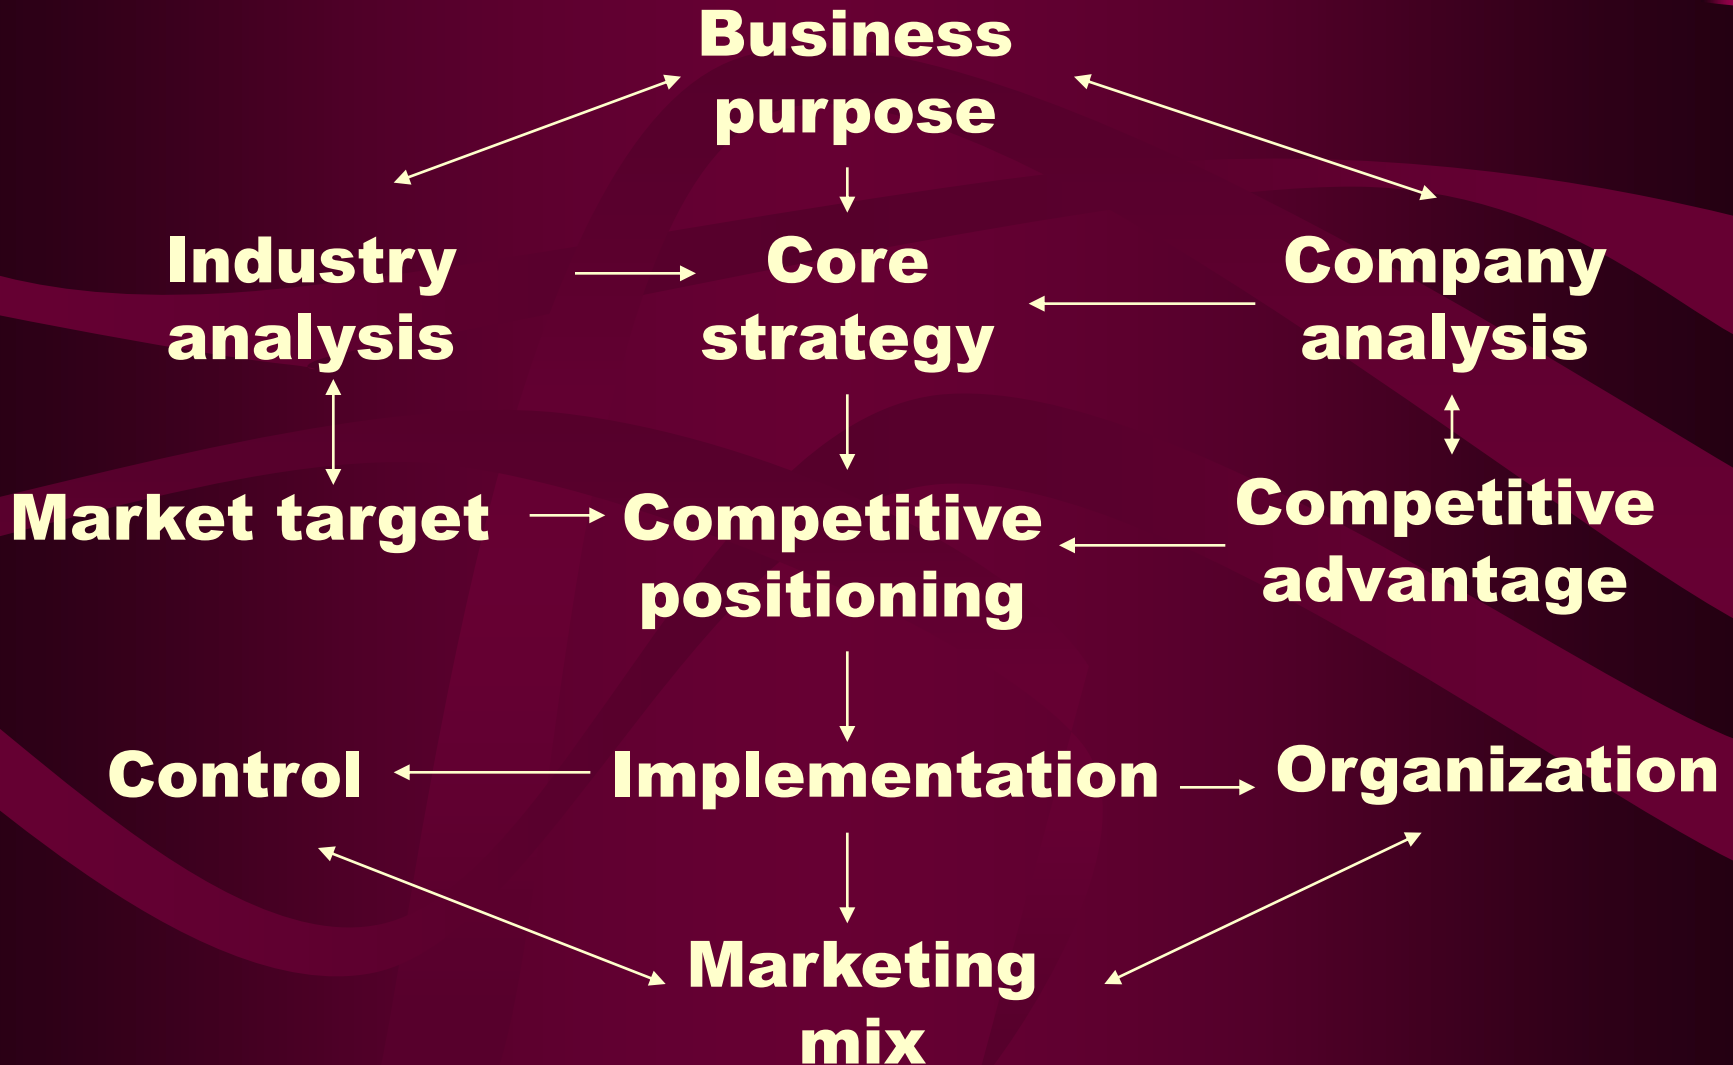 Business
purpose
Industry
analysis
Core
strategy
Company
analysis
Market target
Competitive
positioning
Competitive
advantage
Control
Implementation
Organization
Marketing
mix